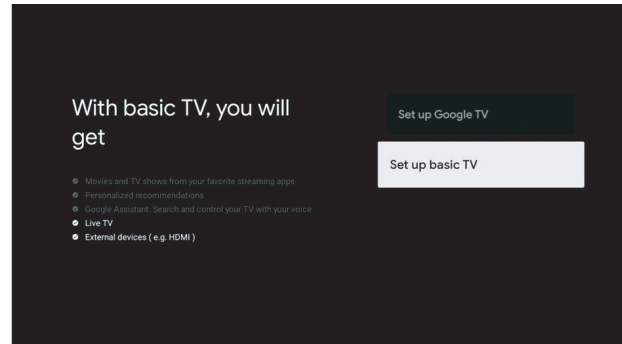 With basic TV, you will
get
Movies and TV shows from your favorite streaming apps
Personalized recommendations
Google Assistant: Search and control your TV with your voice
Live TV
External devices ( e.g. HDMI )
Set up Google TV
Set up basic TV